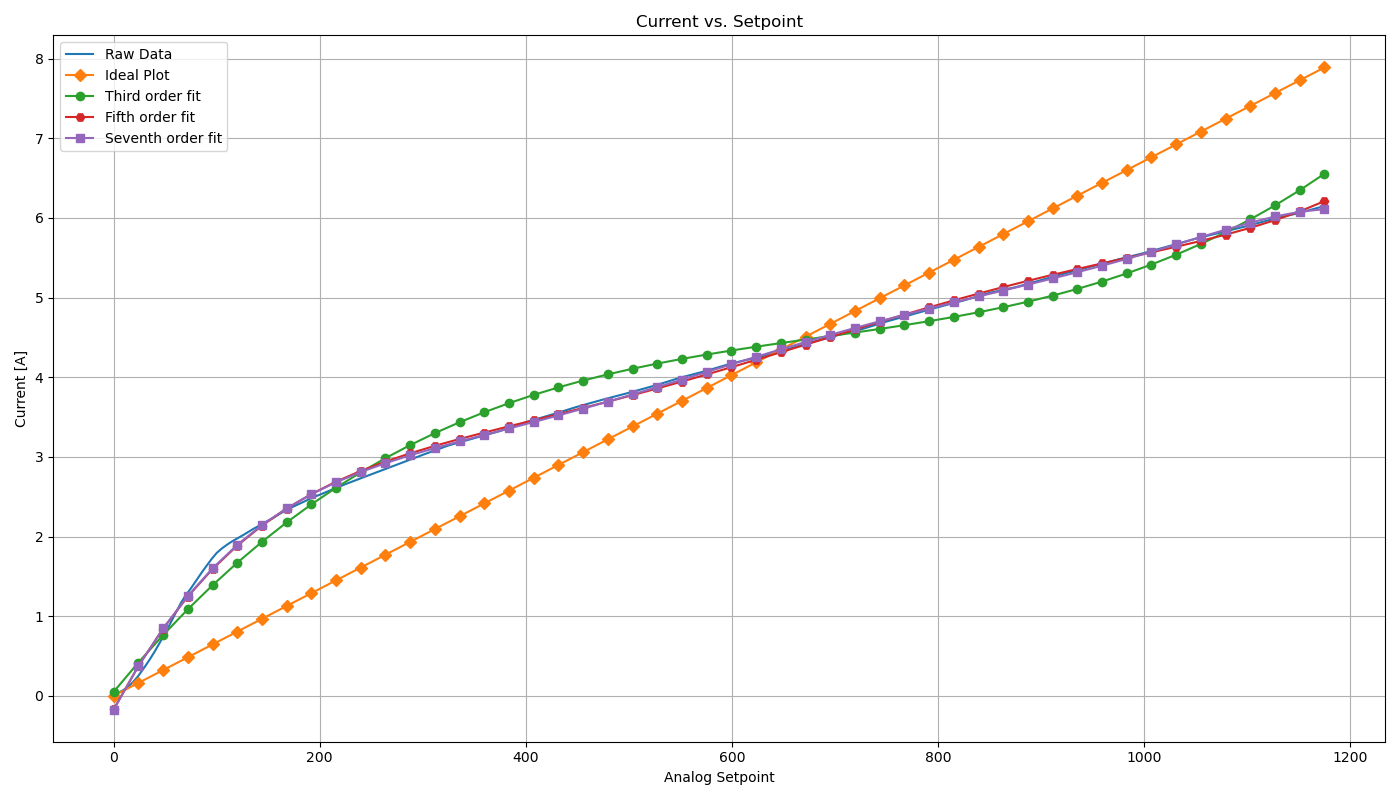 Current vs. Setpoint
Raw Data
Ideal Plot
Third order fit
Fifth order fit
Seventh order fit
Current [A]
8
7
6
5
4
3
2
1
0
0 200 400 600 800 1000 1200
Analog Setpoint